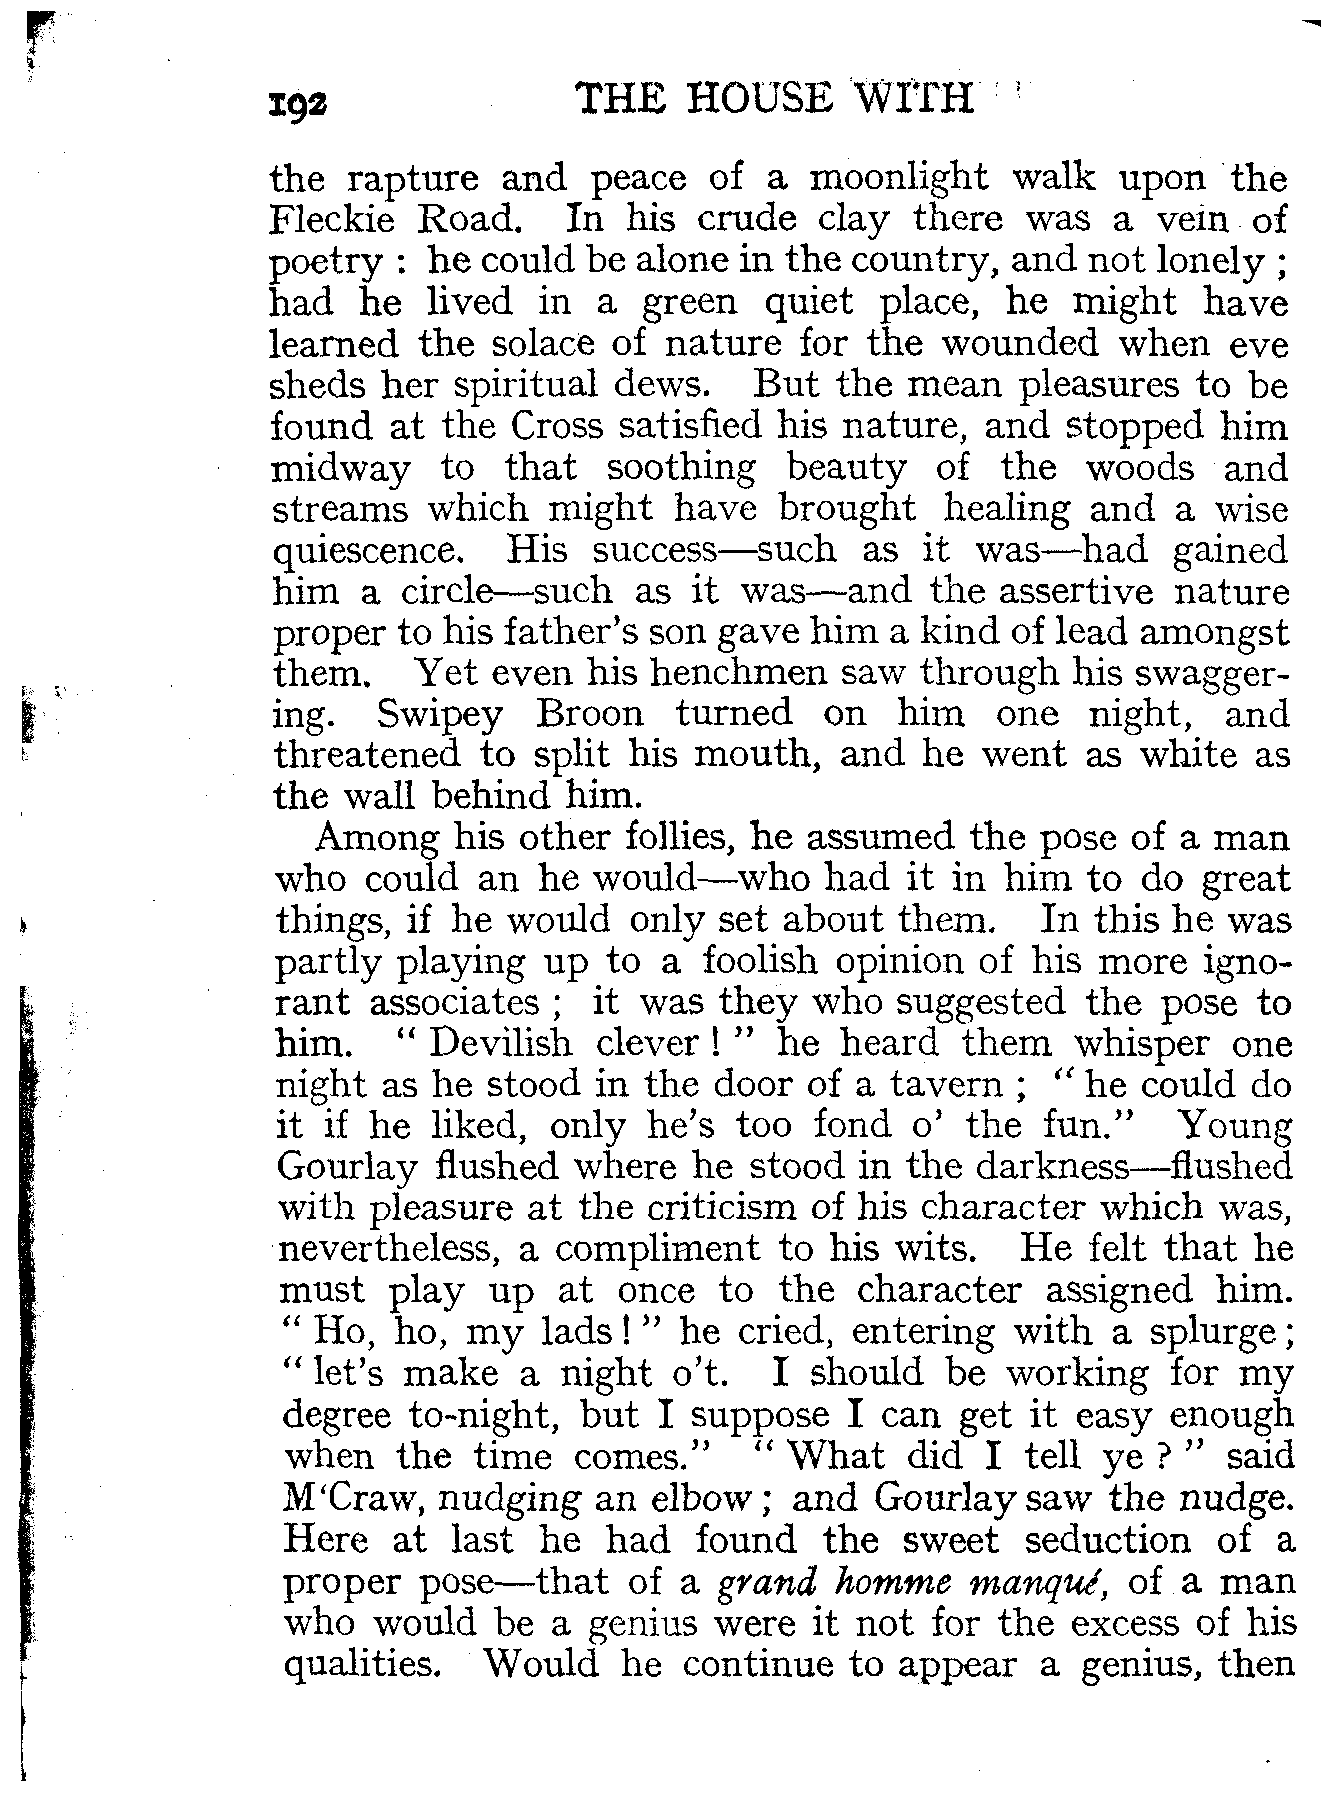 192 THE HOUSE WITH
the rapture and peace of a moonlight walk upon the
Fleckie Road. In his crude clay there was a vein of
poetry : he could be alone in the country, and not lonely ;
had he lived in a green quiet place, he might have
learned the solace of nature for the wounded when eve
sheds her spiritual dews. But the mean pleasures to be
found at the Cross satisfied his nature, and stopped him
midway to that soothing beauty of the woods and
streams which might have brought healing and a wise
quiescence. His success—such as it was—had gained
him a circle—such as it was—and the assertive nature
proper to his father's son gave him a kind of lead amongst
them. Yet even his henchmen saw through his swagger-
ing. Swipey Broon turned on him one night, and
threatened to split his mouth, and he went as white as
the wall behind him.
Among his other follies, he assumed the pose of a man
who could an he would—who had it in him to do great
things, if he would only set about them. In this he was
partly playing up to a foolish opinion of his more igno-
rant associates ; it was they who suggested the pose to
him. “ Devilish clever ! ” he heard them whisper one
night as he stood in the door of a tavern ; “ he could do
it if he liked, only he's too fond o' the fun.” Young
Gourlay flushed where he stood in the darkness—flushed
with pleasure at the criticism of his character which was,
nevertheless, a compliment to his wits. He felt that he
must play up at once to the character assigned him.
“ Ho, ho, my lads ! ” he cried, entering with a splurge ;
“ let's make a night o't. I should be working for my
degree to-night, but I suppose I can get it easy enough
when the time comes.” “ What did I tell ye ? ” said
M‘Craw, nudging an elbow ; and Gourlay saw the nudge.
Here at last he had found the sweet seduction of a
proper pose—that of a grand homme manqué, of a man
who would be a genius were it not for the excess of his
qualities. Would he continue to appear a genius, then